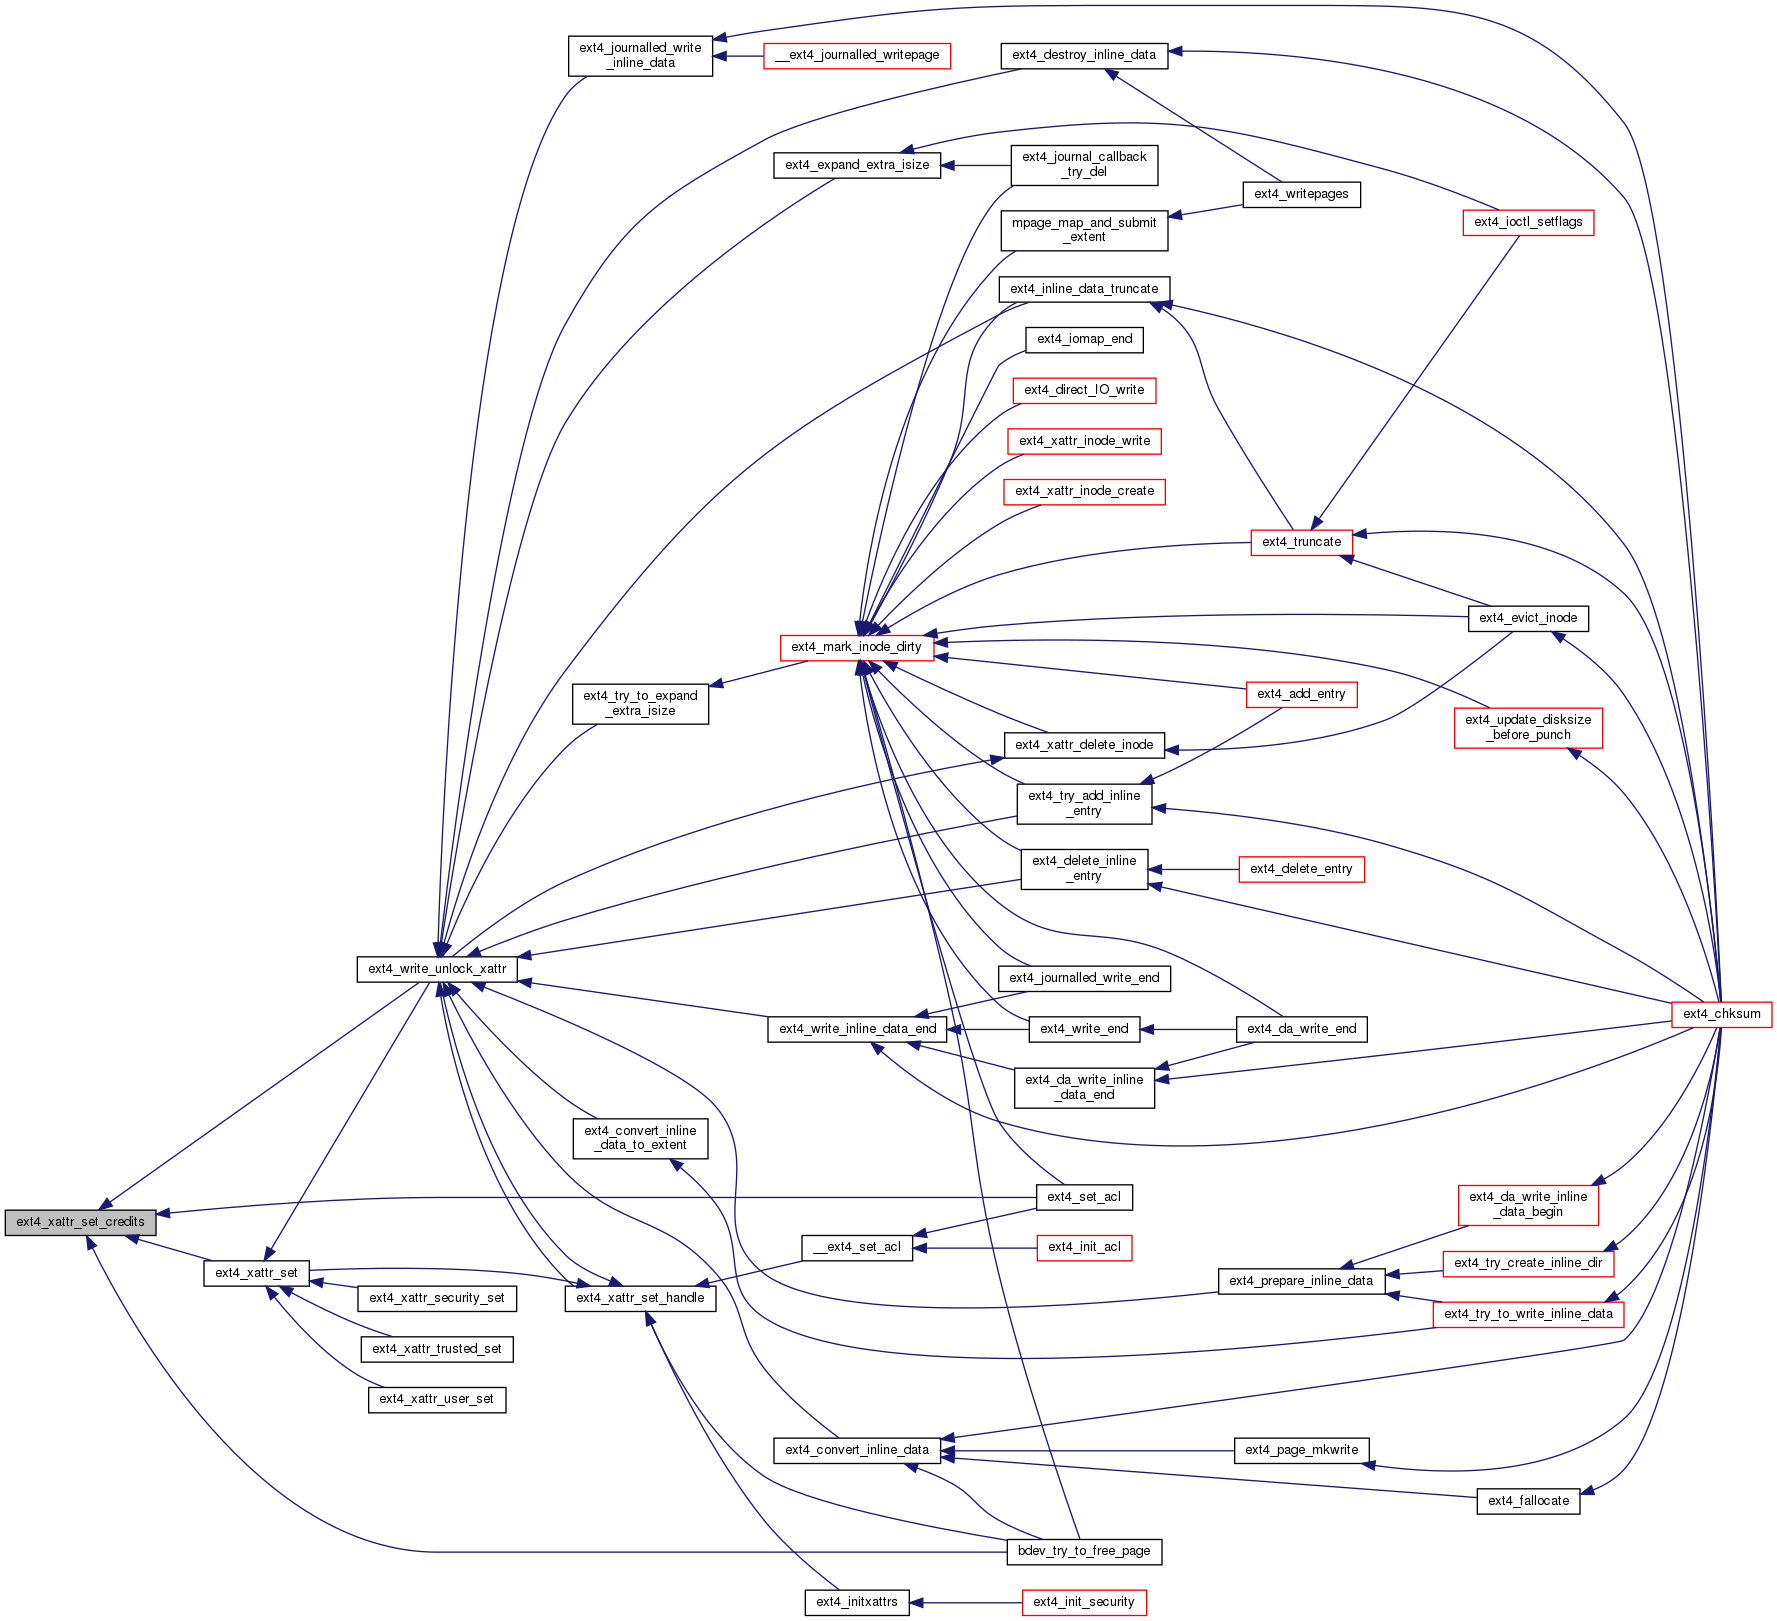 ext4_journalled_write
_inline_data
__ext4_journalled_writepage
ext4_destroy_inline_data
ext4_expand_extra_isize
ext4_journal_callback
_try_del
ext4_writepages
mpage_map_and_submit
_extent
ext4_ioctl_setflags
ext4_inline_data_truncate
ext4_iomap_end
ext4_direct_IO_write
ext4_xattr_inode_write
ext4_xattr_inode_create
ext4_truncate
ext4_evict_inode
ext4_mark_inode_dirty
ext4_try_to_expand
_extra_isize
ext4_add_entry
ext4_update_disksize
_before_punch
ext4_xattr_delete_inode
ext4_try_add_inline
_entry
ext4_delete_inline
_entry
ext4_delete_entry
ext4_write_unlock_xattr
ext4_journalled_write_end
ext4_chksum
ext4_write_inline_data_end
ext4_write_end
ext4_da_write_end
ext4_da_write_inline
_data_end
ext4_convert_inline
_data_to_extent
ext4_set_acl
ext4_da_write_inline
_data_begin
ext4_xattr_set_credits
__ext4_set_acl
ext4_init_acl
ext4_try_create_inline_dir
ext4_xattr_set
ext4_prepare_inline_data
ext4_xattr_security_set
ext4_xattr_set_handle
ext4_try_to_write_inline_data
ext4_xattr_trusted_set
ext4_xattr_user_set
ext4_convert_inline_data
ext4_page_mkwrite
ext4_fallocate
bdev_try_to_free_page
ext4_initxattrs
ext4_init_security